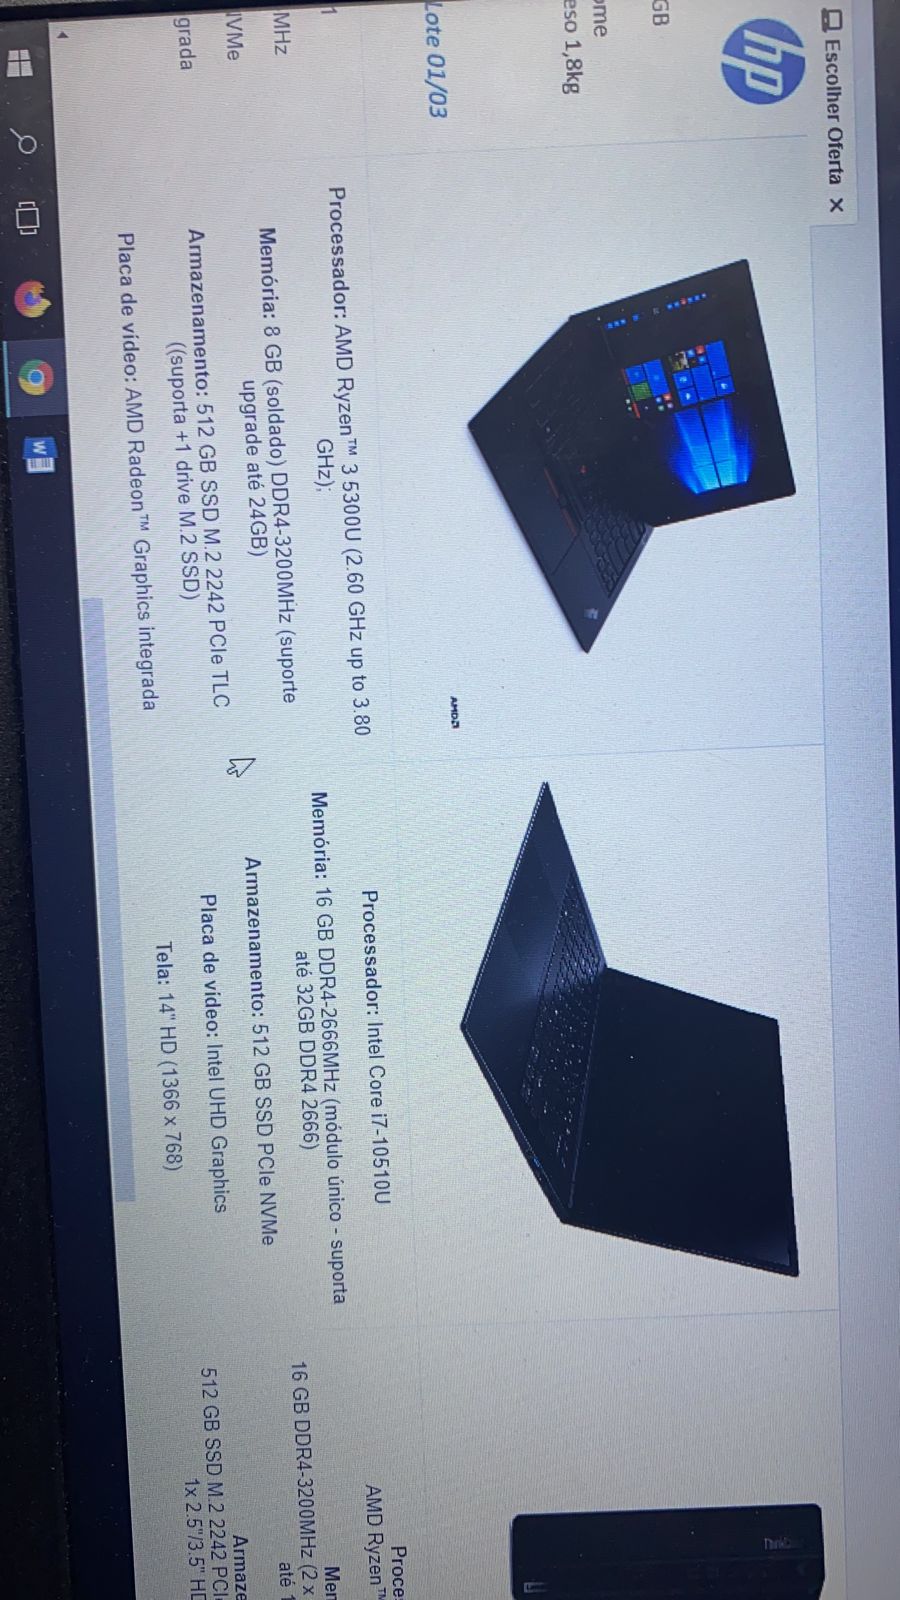 Escolher Oferta
hp
GB
ome
eso 1,8kg
Lote 01/03
1
MHz
IVMe
grada
AMD
Processador: AMD Ryzen™ 3 5300U (2.60 GHz up to 3.80
GHz);
Memória: 8 GB (soldado) DDR4-3200MHz (suporte
upgrade até 24GB)
Armazenamento: 512 GB SSD M.2 2242 PCIe TLC
((suporta +1 drive M.2 SSD)
Placa de vídeo: AMD Radeon™ Graphics integrada
Processador: Intel Core i7-10510U
Memória: 16 GB DDR4-2666MHz (módulo único - suporta
até 32GB DDR4 2666)
Armazenamento: 512 GB SSD PCIe NVMe
Placa de vídeo: Intel UHD Graphics
Tela: 14" HD (1366 x 768)
Proce
AMD Ryzen™
Mem
16 GB DDR4-3200MHz (2 x
até 1
Armaze
512 GB SSD M.2 2242 PCI
1x 2.5"/3.5" HD
W